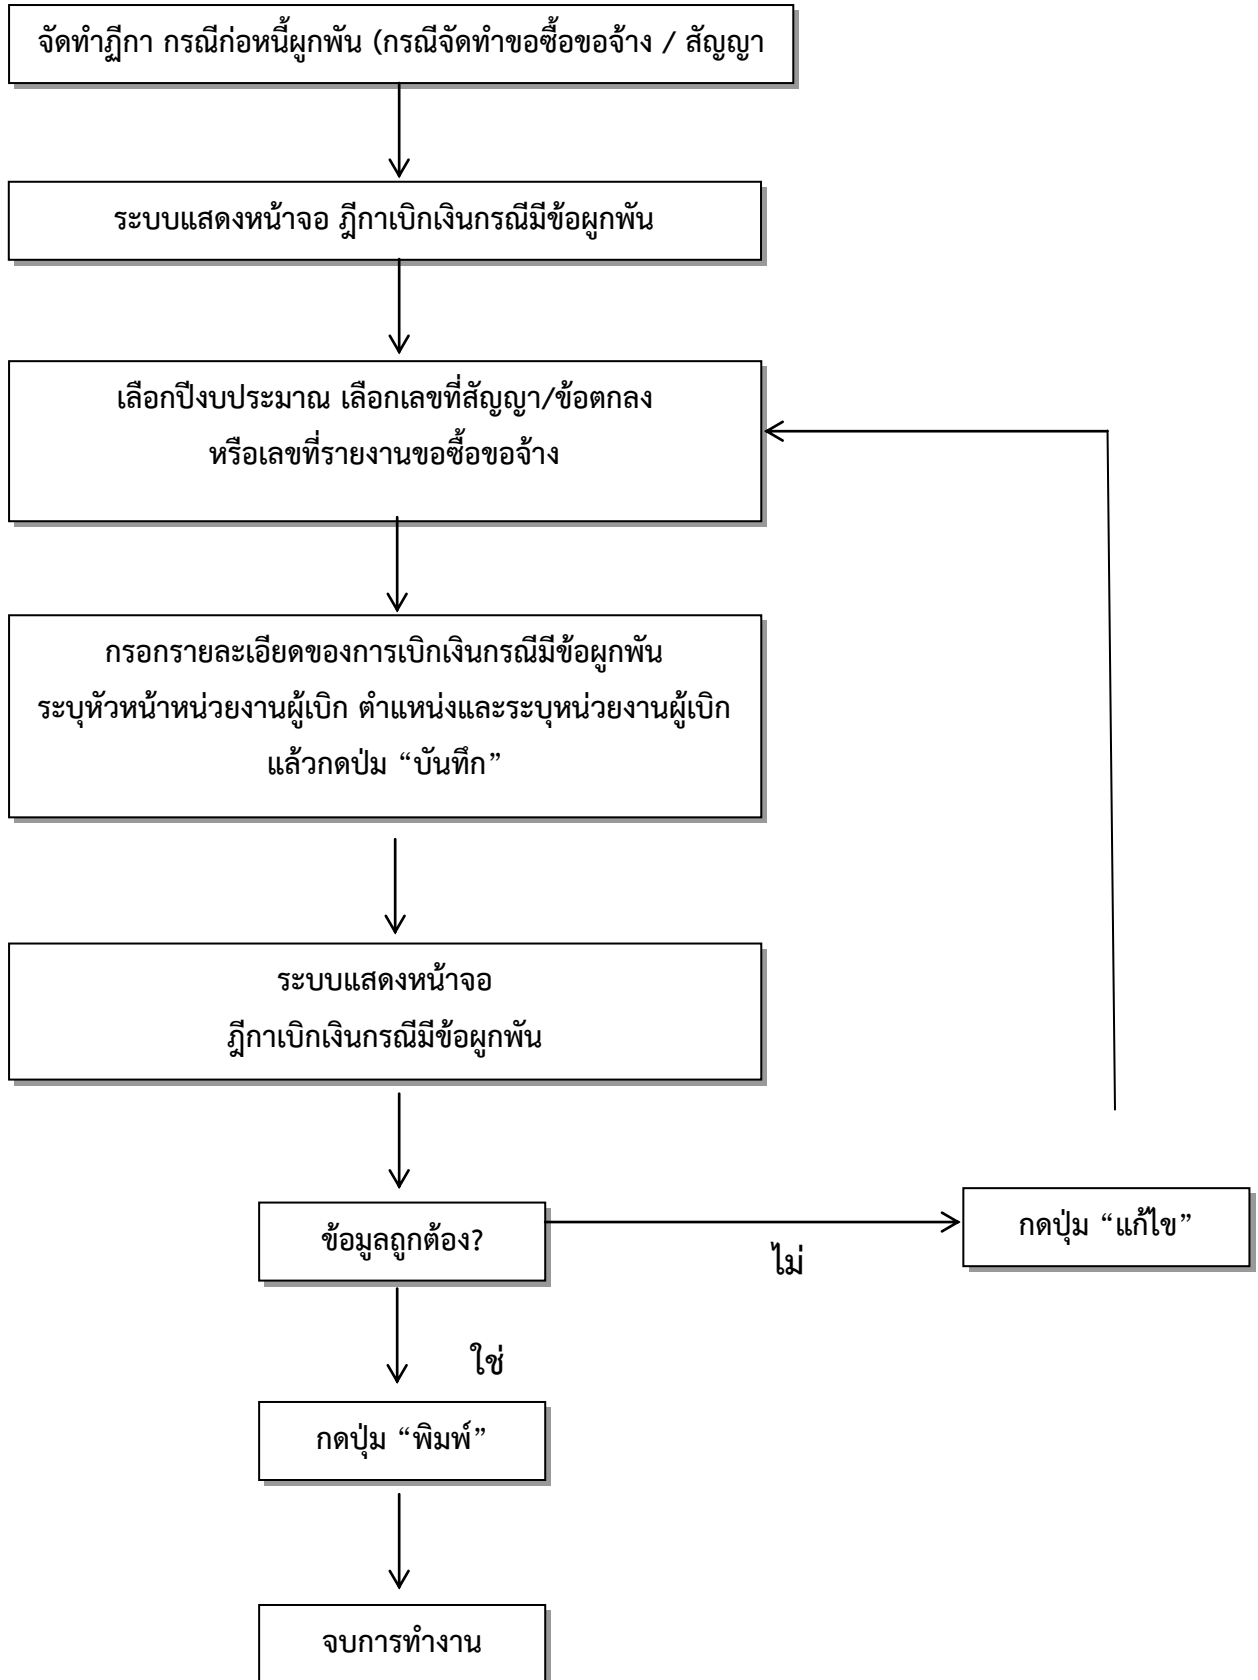 จัดทำฏีกา กรณีก่อหนี้ผูกพัน (กรณีจัดทำขอซื้อขอจ้าง / สัญญา
ระบบแสดงหน้าจอ ฎีกาเบิกเงินกรณีมีข้อผูกพัน
เลือกปีงบประมาณ เลือกเลขที่สัญญา/ข้อตกลง
หรือเลขที่รายงานขอซื้อขอจ้าง
กรอกรายละเอียดของการเบิกเงินกรณีมีข้อผูกพัน
ระบุหัวหน้าหน่วยงานผู้เบิก ตำแหน่งและระบุหน่วยงานผู้เบิก
แล้วกดปุ่ม “บันทึก”
ระบบแสดงหน้าจอ
ฎีกาเบิกเงินกรณีมีข้อผูกพัน
ข้อมูลถูกต้อง?
กดปุ่ม “แก้ไข”
ไม่
ใช่
กดปุ่ม “พิมพ์”
จบการทำงาน